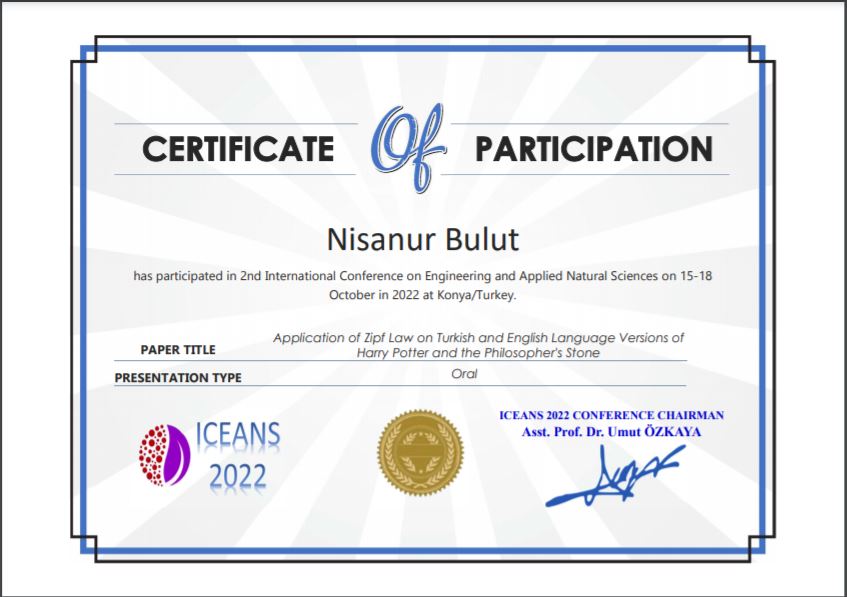 CERTIFICATE Of PARTICIPATION
Nisanur Bulut
has participated in 2nd International Conference on Engineering and Applied Natural Sciences on 15-18
October in 2022 at Konya/Turkey.
PAPER TITLE
Application of Zipf Law on Turkish and English Language Versions of
Harry Potter and the Philosopher's Stone
PRESENTATION TYPE
Oral
ICEANS
2022
ICEANS 2022 CONFERENCE CHAIRMAN
Asst. Prof. Dr. Umut ÖZKAYA